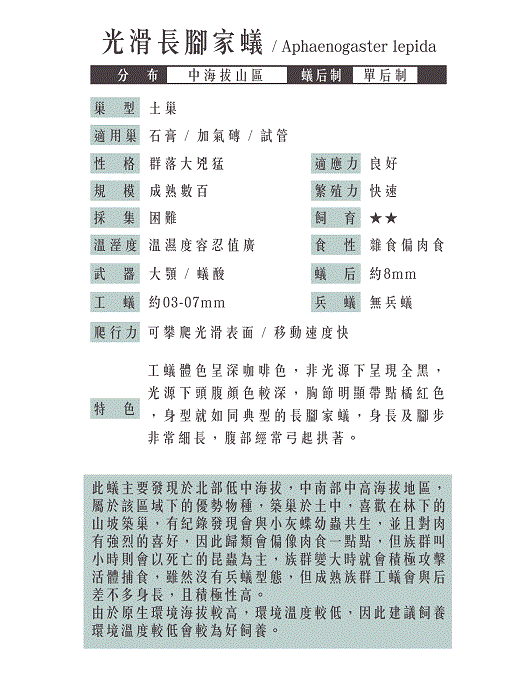 光滑長腳家蟻 / Aphaenogaster lepida
分 布 中海拔山區 蟻后制 單后制
巢 型 土巢
適用巢 石膏 / 加氣磚 / 試管
性 格 群落大兇猛 適應力 良好
規 模 成熟數百 繁殖力 快速
採 集 困難 飼 育 ★★
溫溼度 溫濕度容忍值廣 食 性 雜食偏肉食
武 器 大顎 / 蟻酸 蟻 后 約8mm
工 蟻 約03-07mm 兵 蟻 無兵蟻
爬行力 可攀爬光滑表面 / 移動速度快
特 色 工蟻體色呈深咖啡色，非光源下呈現全黑，
光源下頭腹顏色較深，胸節明顯帶點橘紅色
，身型就如同典型的長腳家蟻，身長及腳步
非常細長，腹部經常弓起拱著。
此蟻主要發現於北部低中海拔，中南部中高海拔地區，
屬於該區域下的優勢物種，築巢於土中，喜歡在林下的
山坡築巢，有紀錄發現會與小灰蝶幼蟲共生，並且對肉
有強烈的喜好，因此歸類會偏像肉食一點點，但族群叫
小時則會以死亡的昆蟲為主，族群變大時就會積極攻擊
活體捕食，雖然沒有兵蟻型態，但成熟族群工蟻會與后
差不多身長，且積極性高。
由於原生環境海拔較高，環境溫度較低，因此建議飼養
環境溫度較低會較為好飼養。